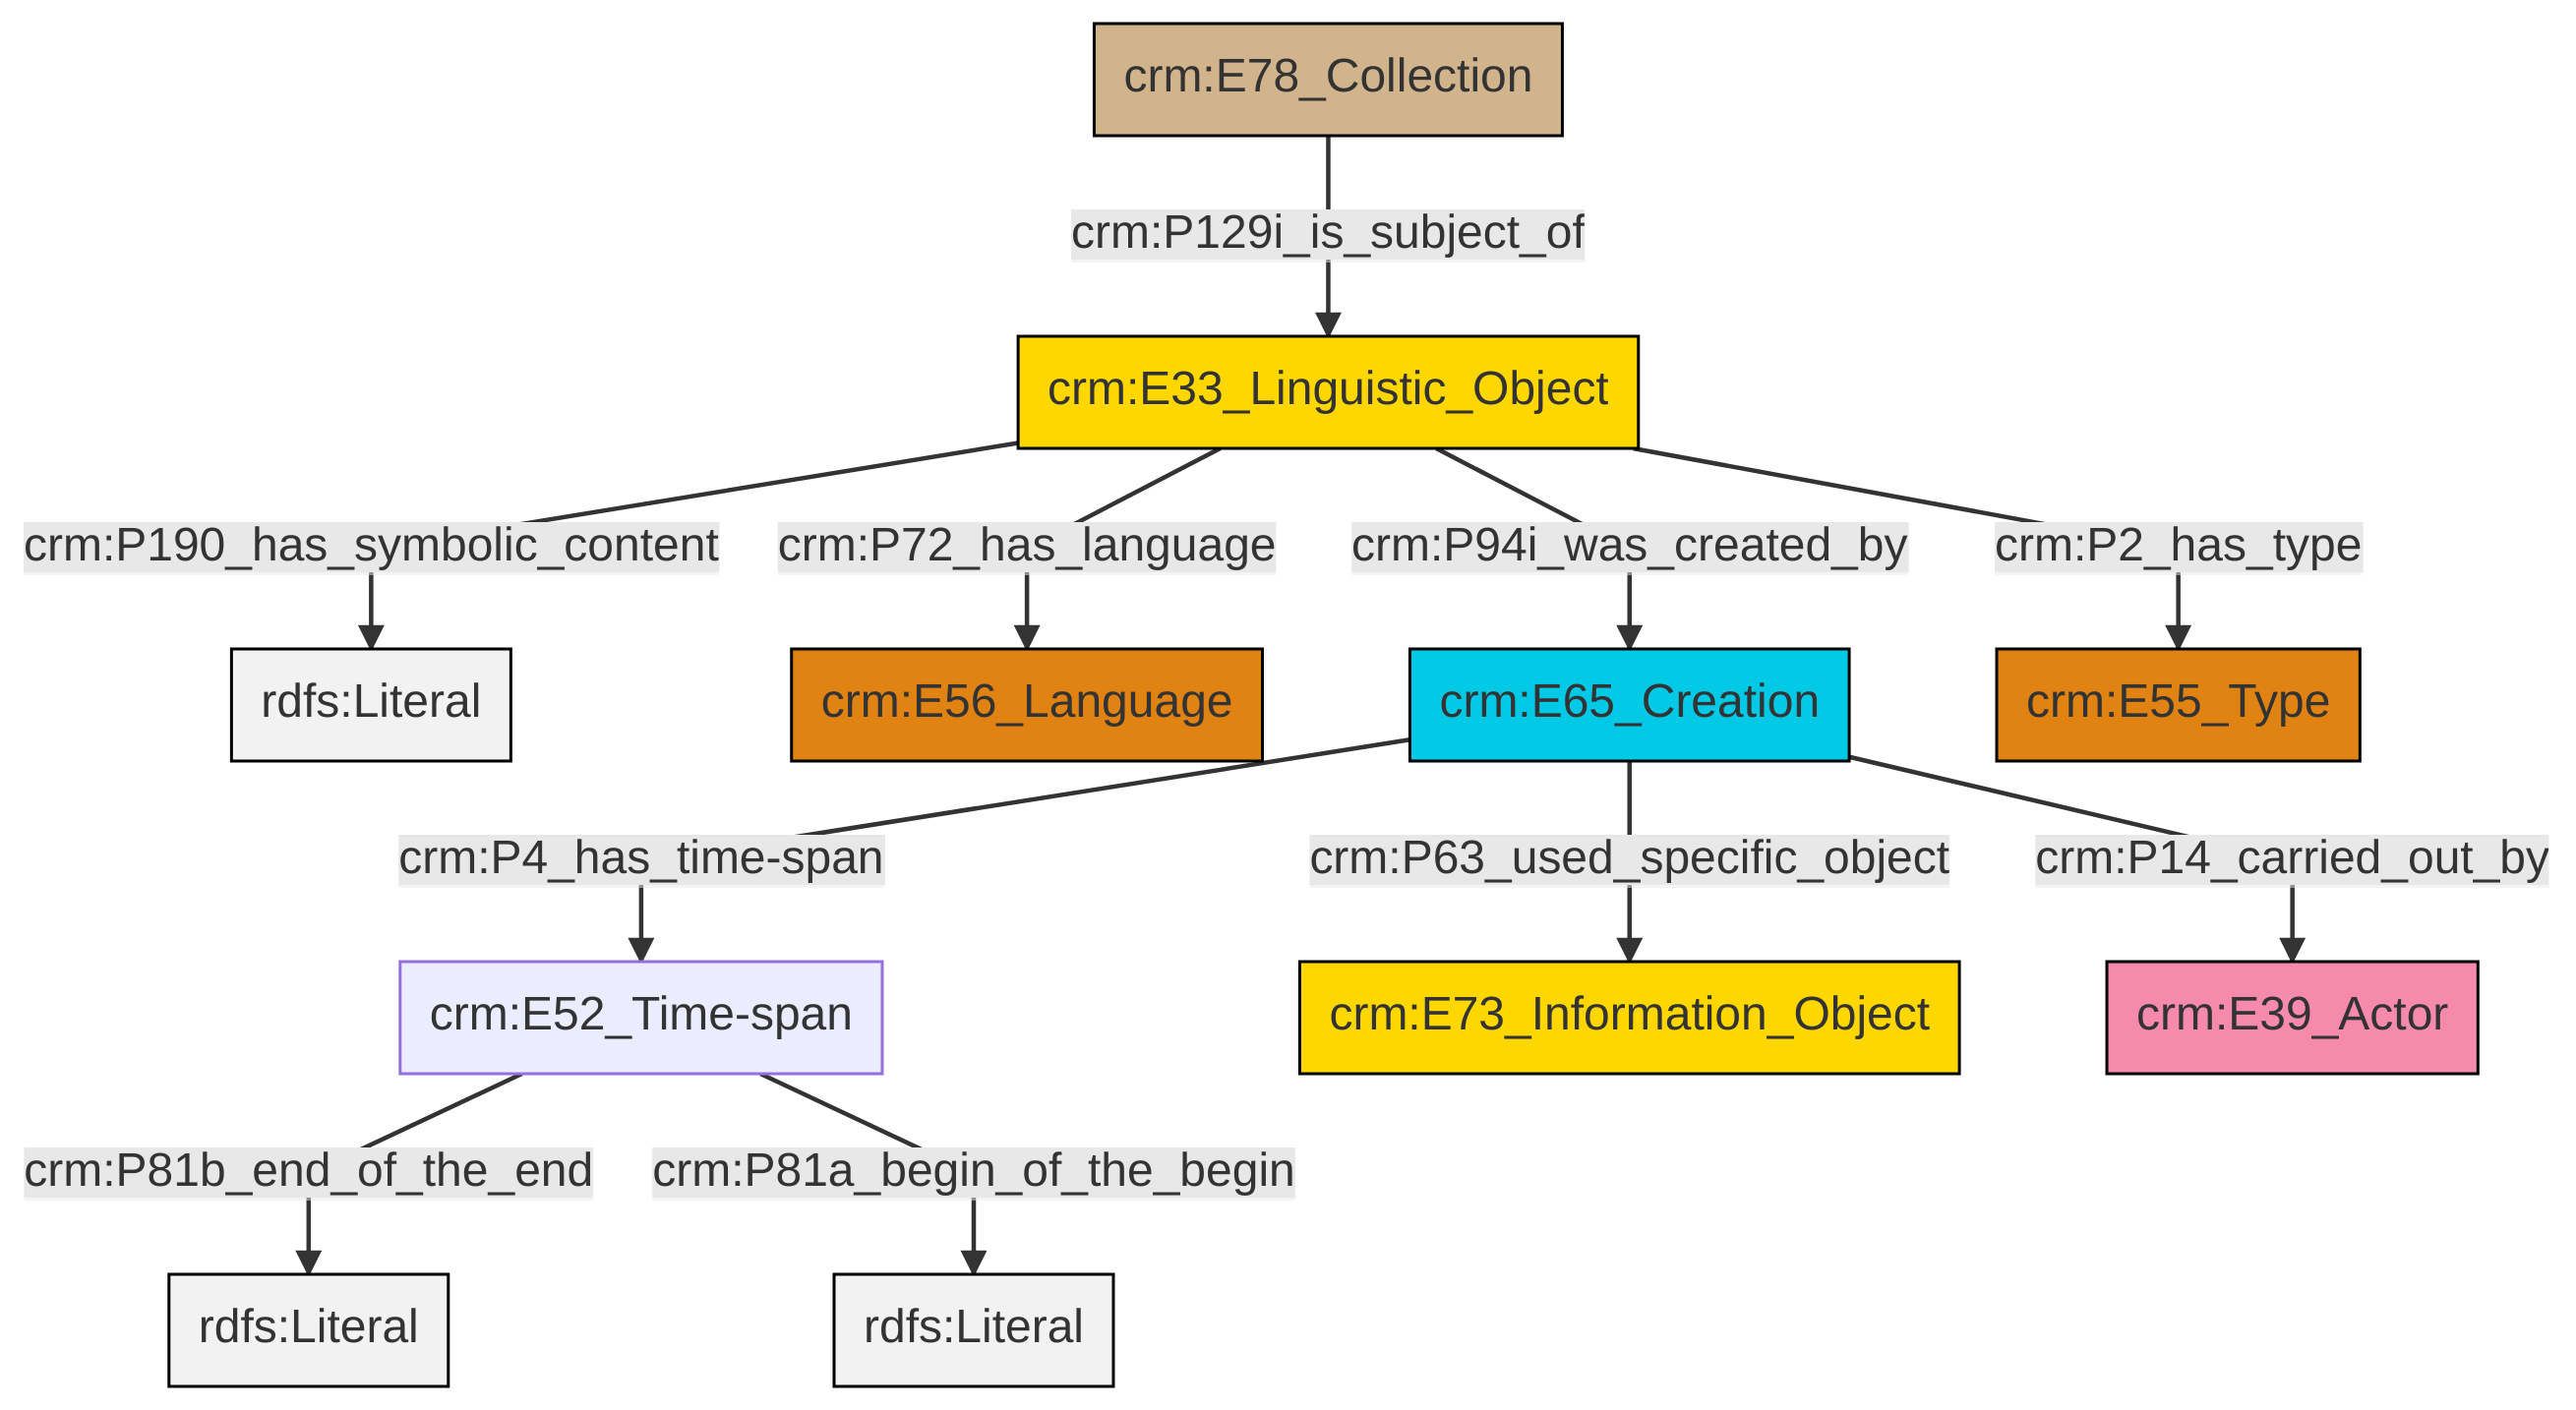 crm:E78_Collection
crm:P129i_is_subject_of
crm:E33_Linguistic_Object
crm:P190_has_symbolic_content
crm:P72_has_language
crm:P94i_was_created_by
crm:P2_has_type
rdfs:Literal
crm:E56_Language
crm:E65_Creation
crm:E55_Type
crm:P4_has_time-span
crm:P63_used_specific_object
crm:P14_carried_out_by
crm:E52_Time-span
crm:E73_Information_Object
crm:E39_Actor
crm:P81b_end_of_the_end
crm:P81a_begin_of_the_begin
rdfs:Literal
rdfs:Literal